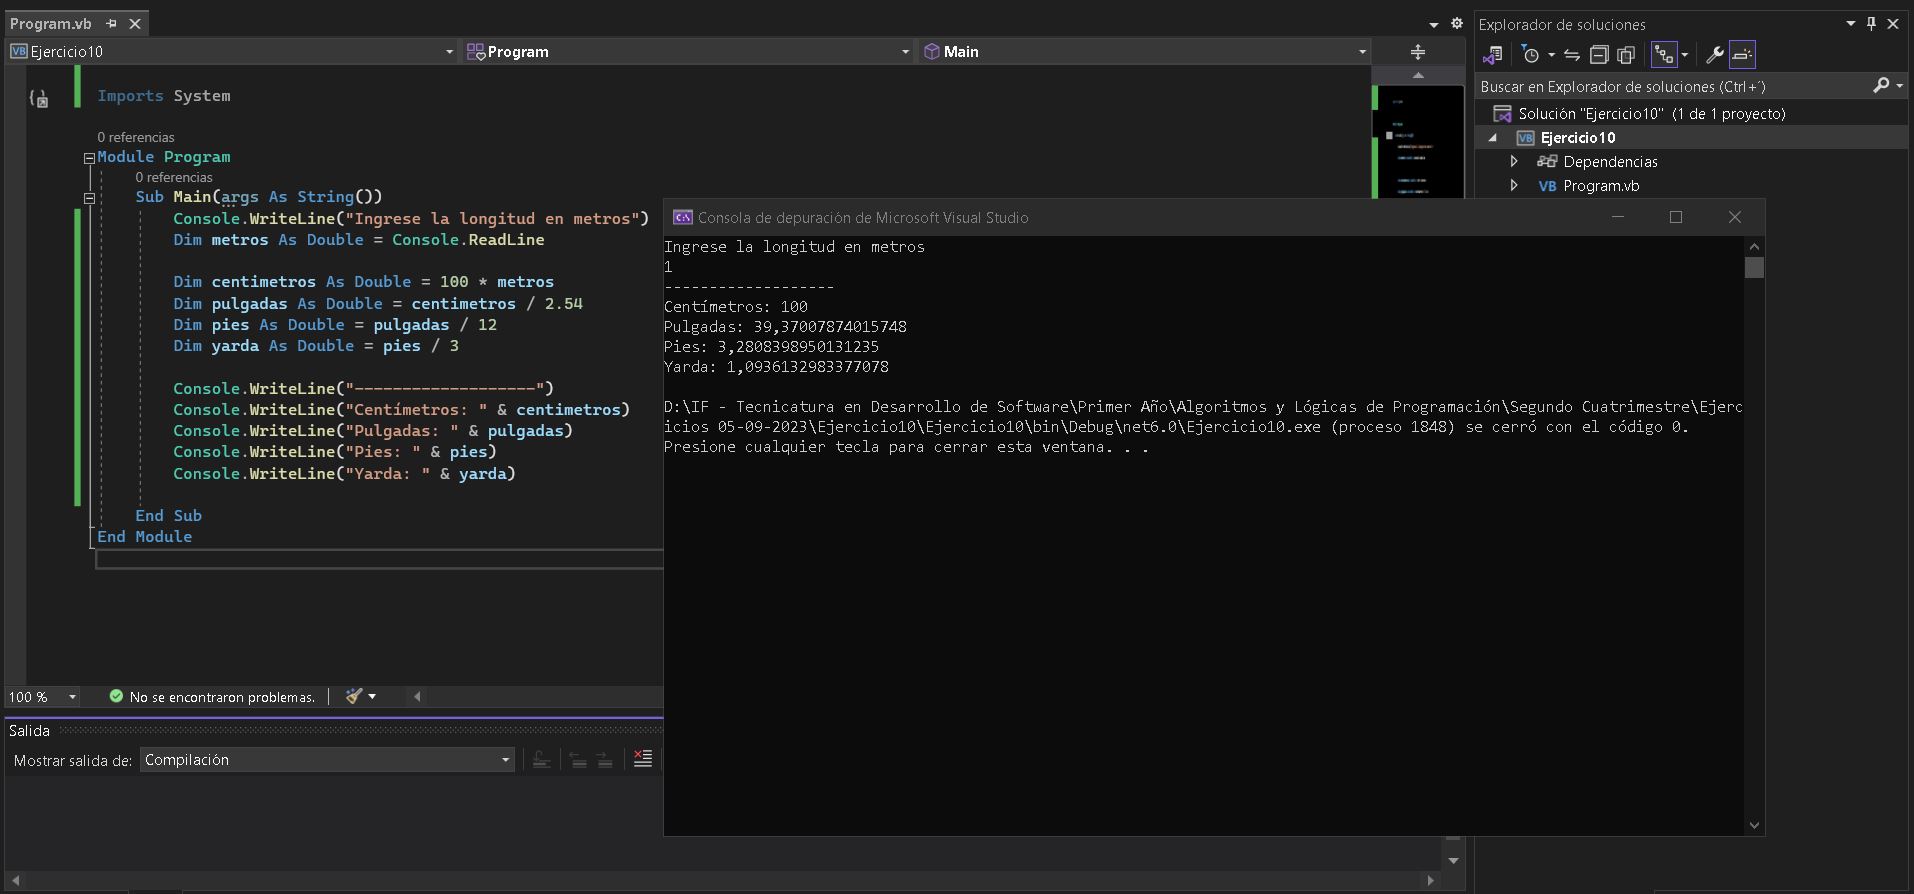 Program.vb
Ejercicio10
Program
Main
Imports System
0 referencias
Module Program
0 referencias
Sub Main(args As String())
Console.WriteLine("Ingrese la longitud en metros")
Dim metros As Double = Console.ReadLine
Dim centimetros As Double = 100 * metros
Dim pulgadas As Double = centimetros / 2.54
Dim pies As Double = pulgadas / 12
Dim yarda As Double = pies / 3
Console.WriteLine("-------------------")
Console.WriteLine("Centímetros: " & centimetros)
Console.WriteLine("Pulgadas: " & pulgadas)
Console.WriteLine("Pies: " & pies)
Console.WriteLine("Yarda: " & yarda)
End Sub
End Module
100 %
No se encontraron problemas.
Salida
Mostrar salida de: Compilación
Consola de depuración de Microsoft Visual Studio
Ingrese la longitud en metros
1
-------------------
Centímetros: 100
Pulgadas: 39,37007874015748
Pies: 3,2808398950131235
Yarda: 1,0936132983377078
D:\IF - Tecnicatura en Desarrollo de Software\Primer Año\Algoritmos y Lógicas de Programación\Segundo Cuatrimestre\Ejerc
icios 05-09-2023\Ejercicio10\Ejercicio10\bin\Debug\net6.0\Ejercicio10.exe (proceso 1848) se cerró con el código 0.
Presione cualquier tecla para cerrar esta ventana. . .
Explorador de soluciones
Buscar en Explorador de soluciones (Ctrl+´)
Solución "Ejercicio10" (1 de 1 proyecto)
VB Ejercicio10
Dependencias
VB Program.vb